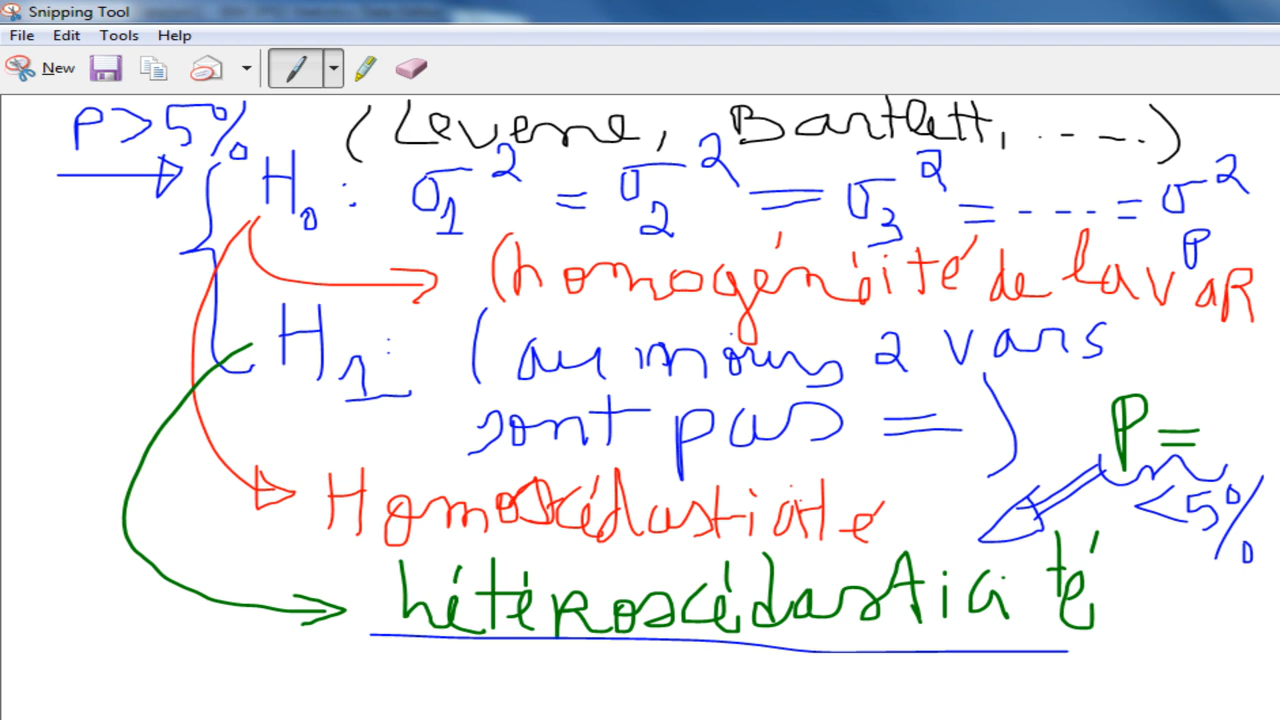 Snipping Tool
File Edit Tools Help
New
P > 5% (Levene, Bartlett, .....)
H₀ : σ₁² = σ₂² = σ₃² = ---- = σₚ²
(homogénéité de la vaR
H₁ : (au moins 2 vars
sont pas = )
P =
< 5%
Homoscédasticité
hétéRoscédasticité